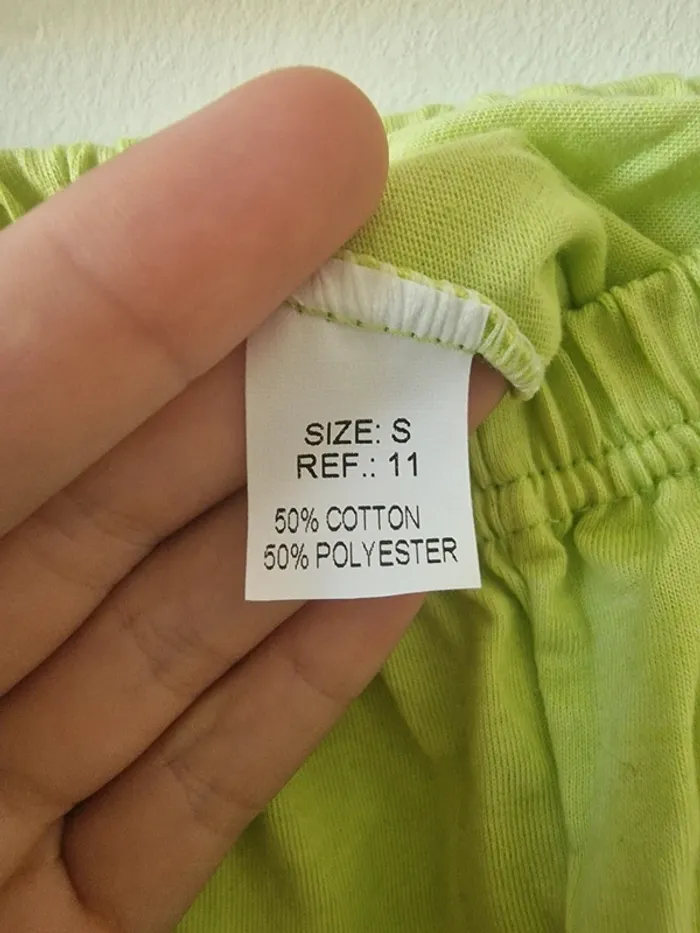 SIZE: S
REF.: 11
50% COTTON
50% POLYESTER